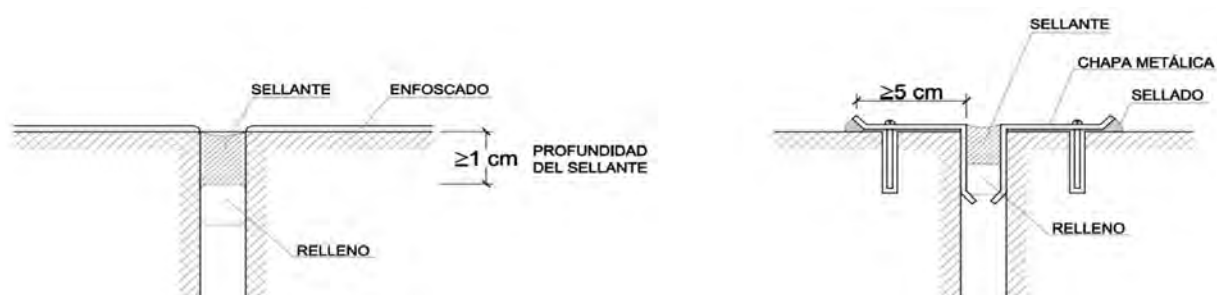 SELLANTE
ENFOSCADO
≥1 cm
PROFUNDIDAD
DEL SELLANTE
RELLENO
SELLANTE
CHAPA METÁLICA
≥5 cm
SELLADO
RELLENO